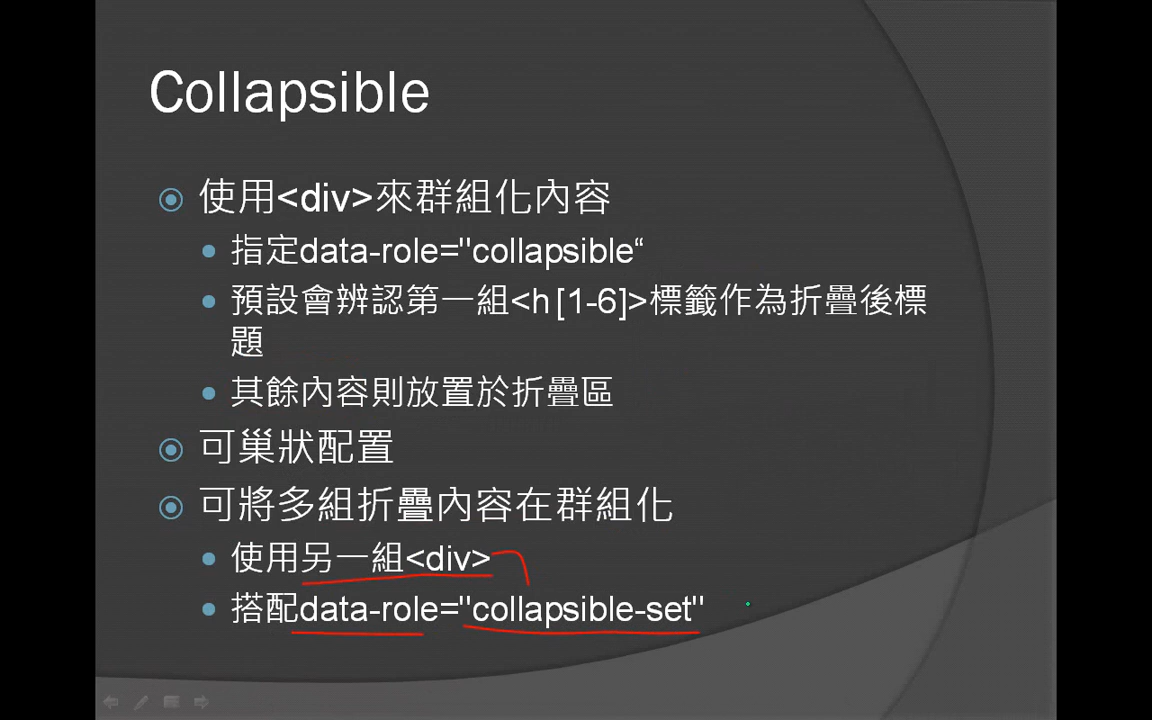 Collapsible
使用<div>來群組化內容
指定data-role="collapsible“
預設會辨認第一組<h [1-6]>標籤作為折疊後標
題
其餘內容則放置於折疊區
可巢狀配置
可將多組折疊內容在群組化
使用另一組<div>
搭配data-role="collapsible-set"